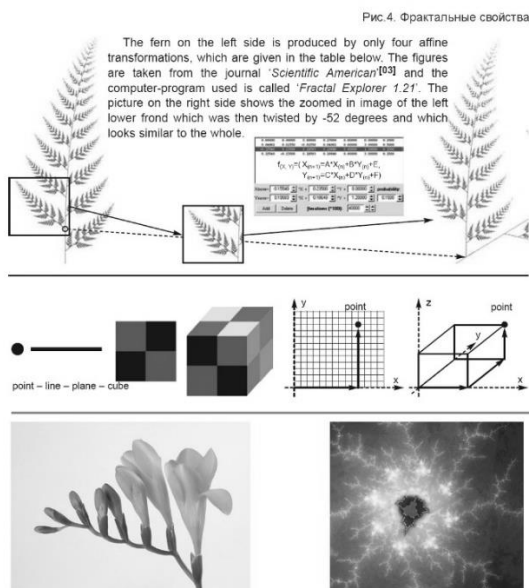 Рис.4. Фрактальные свойства
The fern on the left side is produced by only four affine
transformations, which are given in the table below. The figures
are taken from the journal 'Scientific American'[03] and the
computer-program used is called 'Fractal Explorer 1.21'. The
picture on the right side shows the zoomed in image of the left
lower frond which was then twisted by -52 degrees and which
looks similar to the whole.
f(X, Y)=( X(n+1)=A*X(n)+B*Y(n)+E,
Y(n+1)=C*X(n)+D*Y(n)+F)
probability
Add Delete Iterations (*100)
y
point
x
z
point
y
x
point – line – plane – cube